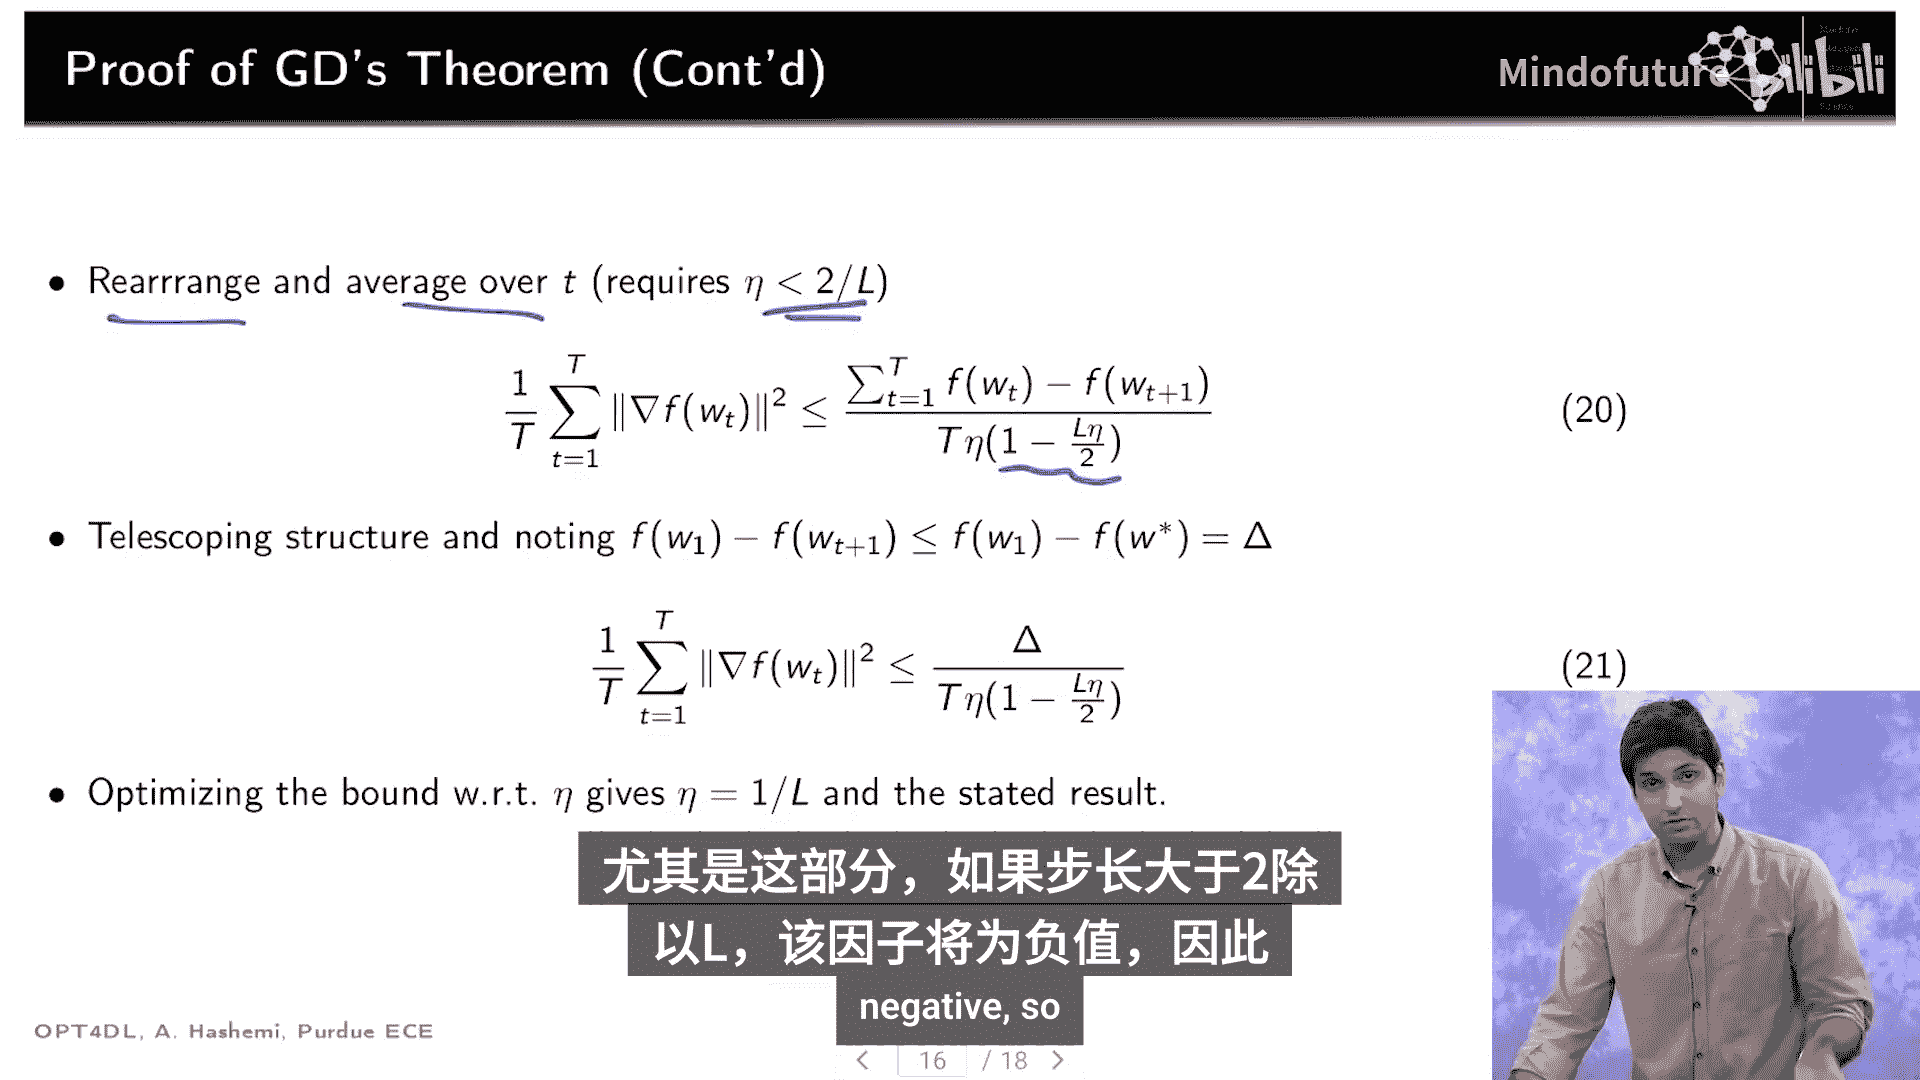 Proof of GD's Theorem (Cont'd)
Mindofuture
bilibili
• Rearrrange and average over t (requires η < 2/L)
1/T ∑_{t=1}^{T} ‖∇f(w_t)‖² ≤ (∑_{t=1}^{T} f(w_t) − f(w_{t+1})) / (Tη(1 − Lη/2)) (20)
• Telescoping structure and noting f(w₁) − f(w_{t+1}) ≤ f(w₁) − f(w*) = Δ
1/T ∑_{t=1}^{T} ‖∇f(w_t)‖² ≤ Δ / (Tη(1 − Lη/2)) (21)
• Optimizing the bound w.r.t. η gives η = 1/L and the stated result.
尤其是这部分，如果步长大于2除
以L，该因子将为负值，因此
negative, so
OPT4DL, A. Hashemi, Purdue ECE
16 / 18